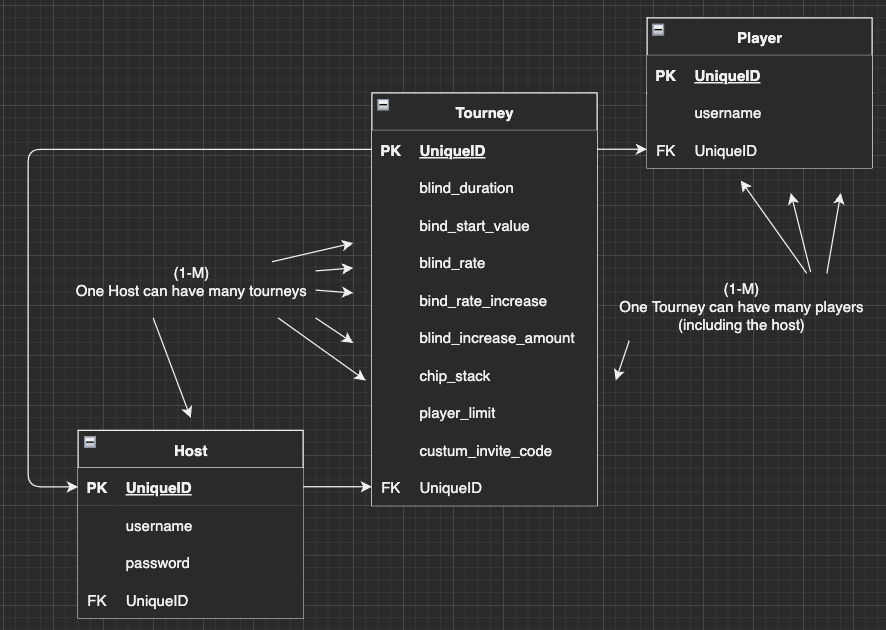 Player
PK UniqueID
username
FK UniqueID
Tourney
PK UniqueID
blind_duration
bind_start_value
blind_rate
bind_rate_increase
blind_increase_amount
chip_stack
player_limit
custum_invite_code
FK UniqueID
(1-M)
One Host can have many tourneys
(1-M)
One Tourney can have many players
(including the host)
Host
PK UniqueID
username
password
FK UniqueID